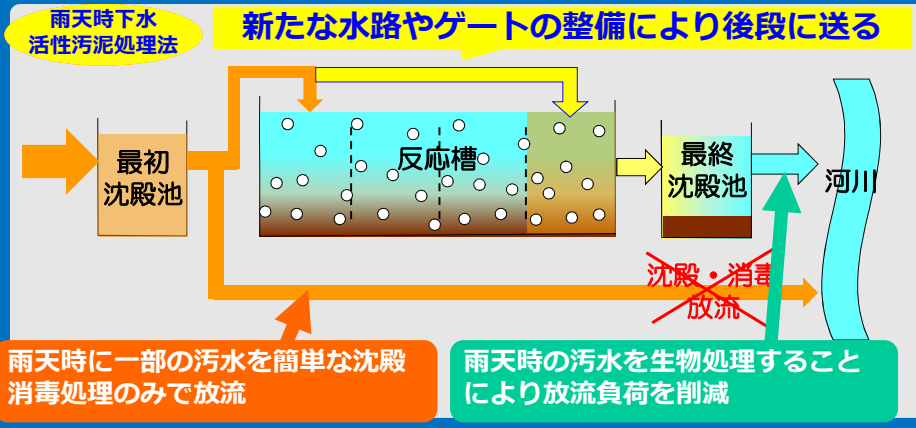 雨天時下水
活性汚泥処理法
新たな水路やゲートの整備により後段に送る
最初
沈殿池
反応槽
最終
沈殿池
河川
沈殿・消毒
放流
雨天時に一部の汚水を簡単な沈殿
消毒処理のみで放流
雨天時の汚水を生物処理すること
により放流負荷を削減